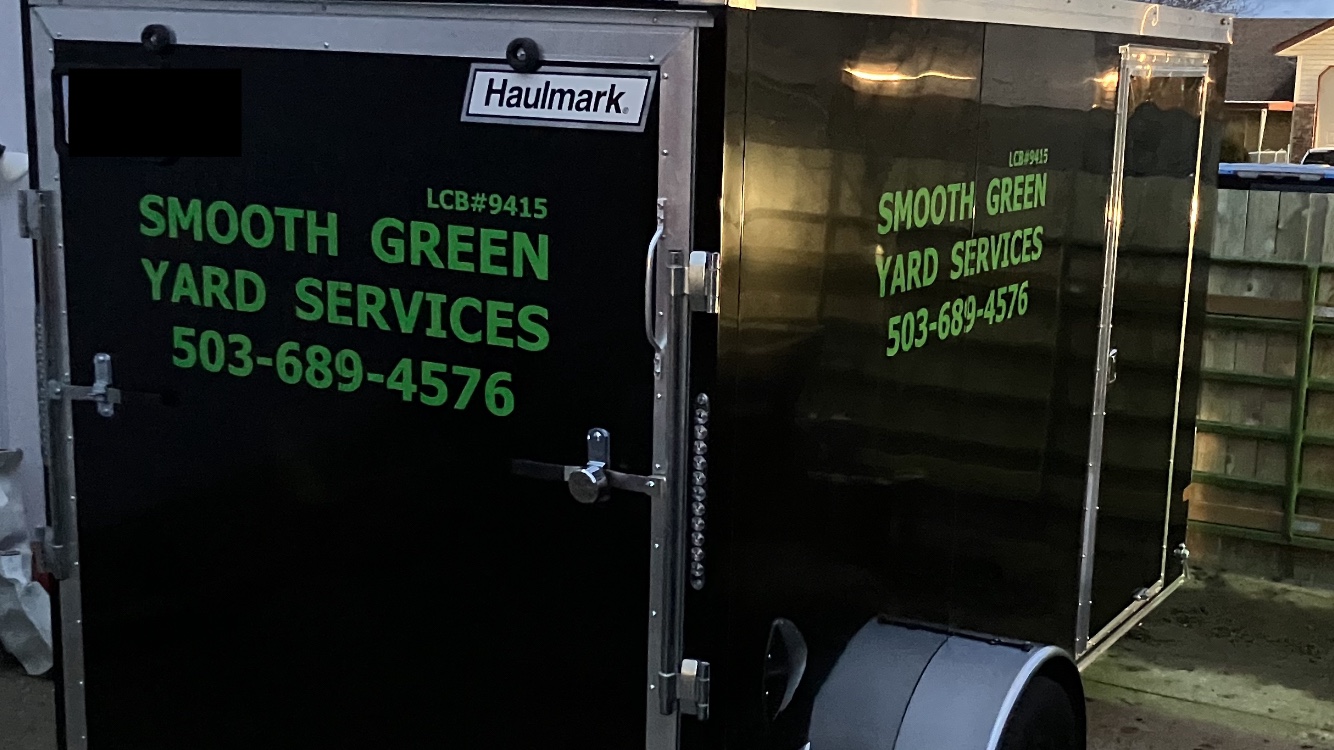 Haulmark
LCB#9415
SMOOTH GREEN
YARD SERVICES
503-689-4576
LCB#9415
SMOOTH GREEN
YARD SERVICES
503-689-4576